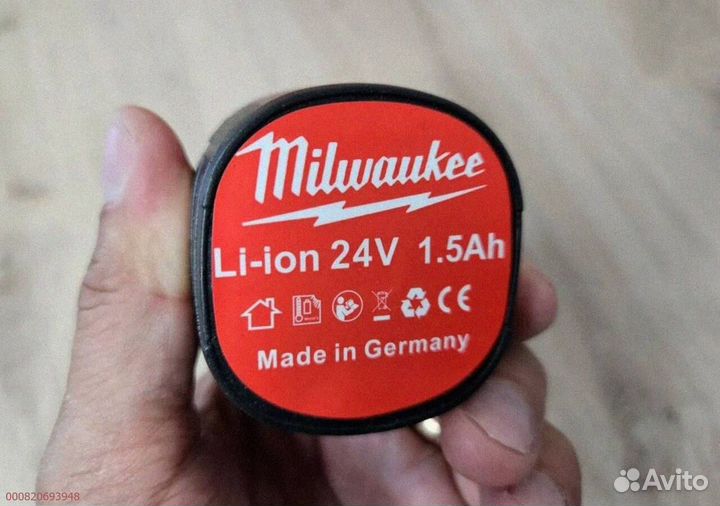 Milwaukee
Li-ion 24V 1.5Ah
CE
Made in Germany
000820693948
Avito